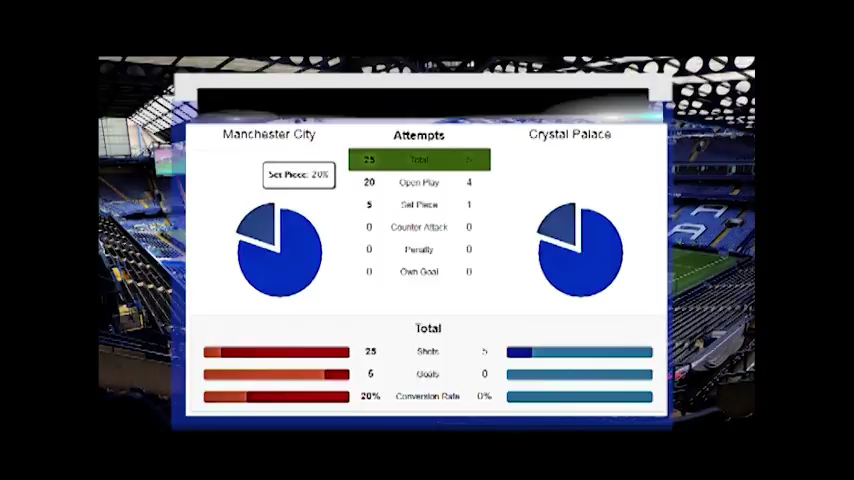 Manchester City Attempts Crystal Palace
25 Total 5
Set Piece: 20%
20 Open Play 4
5 Set Piece 1
0 Counter Attack 0
0 Penalty 0
0 Own Goal 0
Total
25 Shots 5
5 Goals 0
20% Conversion Rate 0%